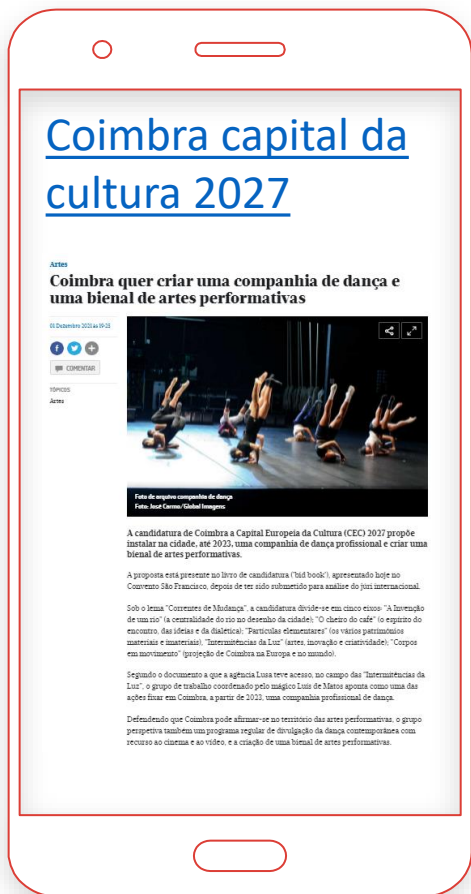 Coimbra capital da
cultura 2027
Artes
Coimbra quer criar uma companhia de dança e
uma bienal de artes performativas
01 Dezembro 2021 às 19:25
COMENTAR
TÓPICOS
Artes
Foto de arquivo companhia de dança
Foto: José Carmo/Global Imagens
A candidatura de Coimbra a Capital Europeia da Cultura (CEC) 2027 propõe
instalar na cidade, até 2023, uma companhia de dança profissional e criar uma
bienal de artes performativas.
A proposta está presente no livro de candidatura ('bid book'), apresentado hoje no
Convento São Francisco, depois de ter sido submetido para análise do júri internacional.
Sob o lema "Correntes de Mudança", a candidatura divide-se em cinco eixos: "A Invenção
de um rio" (a centralidade do rio no desenho da cidade); "O cheiro do café" (o espírito do
encontro, das ideias e da dialética); "Partículas elementares" (os vários patrimónios
materiais e imateriais), "Intermitências da Luz" (artes, inovação e criatividade); "Corpos
em movimento" (projeção de Coimbra na Europa e no mundo).
Segundo o documento a que a agência Lusa teve acesso, no campo das "Intermitências da
Luz", o grupo de trabalho coordenado pelo mágico Luís de Matos aponta como uma das
ações fixar em Coimbra, a partir de 2023, uma companhia profissional de dança.
Defendendo que Coimbra pode afirmar-se no território das artes performativas, o grupo
perspetiva também um programa regular de divulgação da dança contemporânea com
recurso ao cinema e ao vídeo, e a criação de uma bienal de artes performativas.